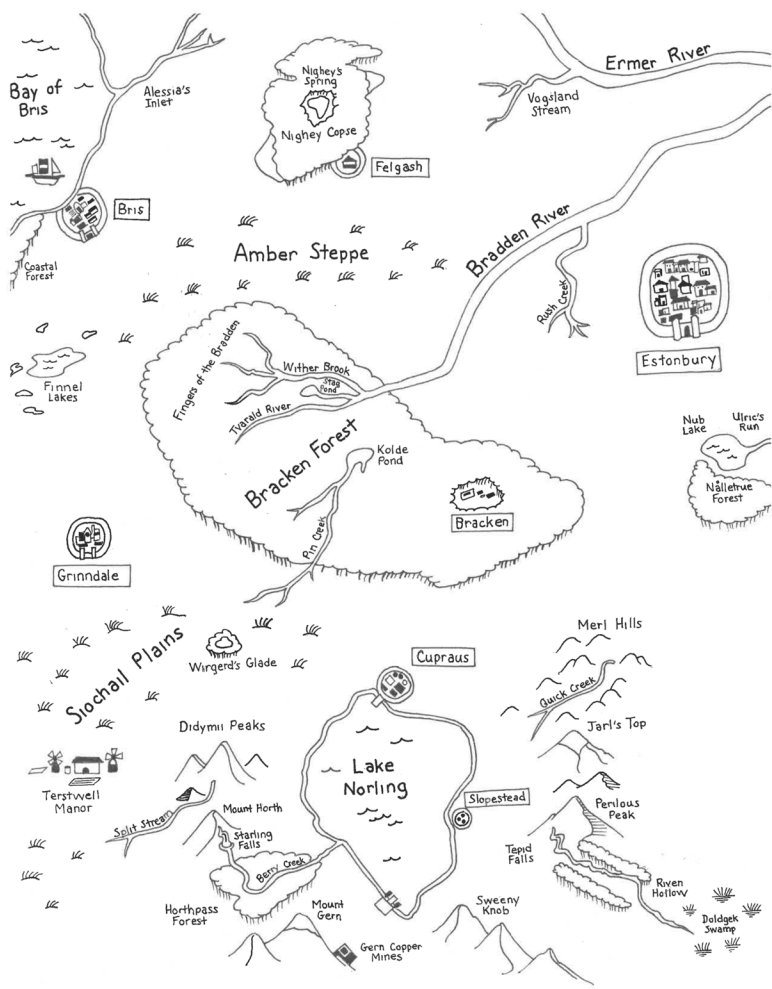 Ermer River
Nighey's
Spring
Bay of
Bris
Alessia's
Inlet
Vogsland
Stream
Nighey Copse
Felgash
Bris
Bradden River
Amber Steppe
Coastal
Forest
Rush Creek
Estonbury
Fingers of the Bradden
Wither Brook
Stag
Pond
Finnel
Lakes
Tvarald River
Nub
Lake
Ulric's
Run
Bracken Forest
Kolde
Pond
Nålletrue
Forest
Bracken
Pin Creek
Grinndale
Siochail Plains
Wirgerd's Glade
Merl Hills
Cupraus
Quick Creek
Didymii Peaks
Jarl's Top
Lake
Norling
Terstwell
Manor
Slopestead
Perilous
Peak
Split Stream
Mount Horth
Starling
Falls
Tepid
Falls
Berry Creek
Riven
Hollow
Horthpass
Forest
Mount
Gern
Sweeny
Knob
Doldgek
Swamp
Gern Copper
Mines